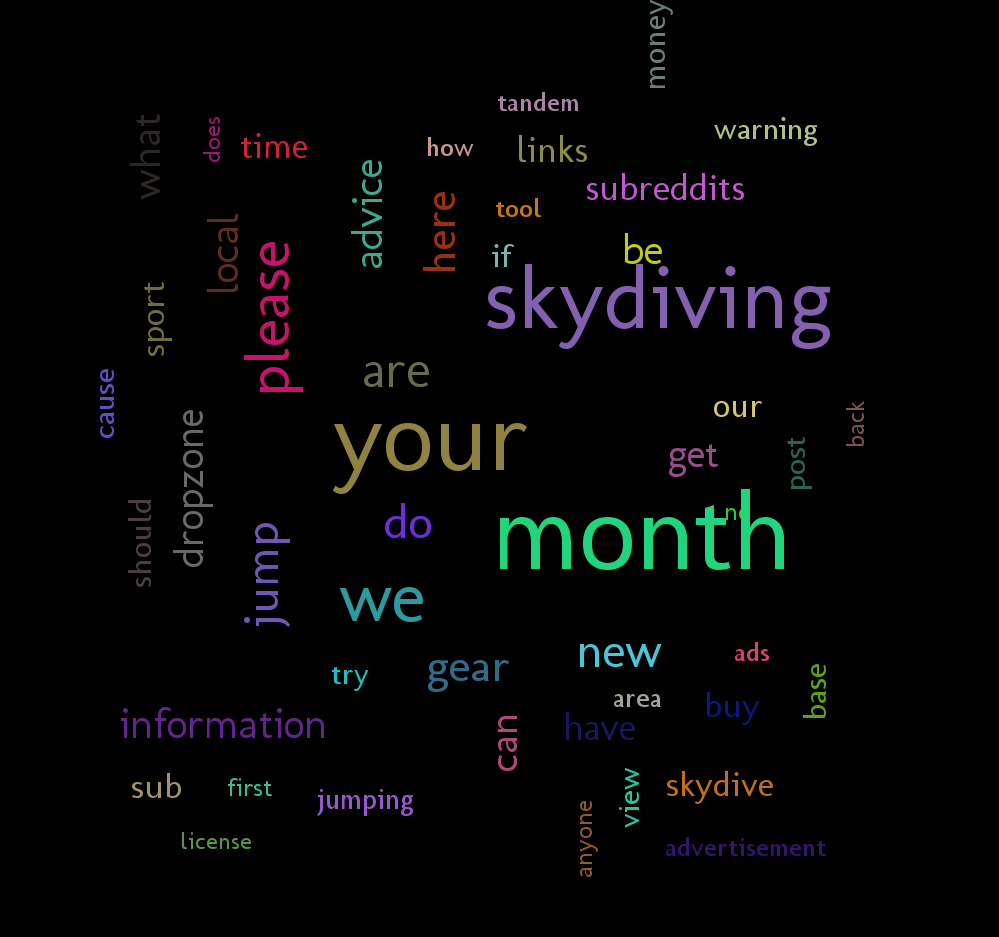 money
tandem
warning
what
does
time
how
links
advice
subreddits
here
tool
local
please
if
be
skydiving
sport
are
cause
our
back
dropzone
your
get
post
should
do
no
month
jump
we
new
ads
try
gear
base
area
buy
information
can
have
sub
first
jumping
view
skydive
anyone
license
advertisement